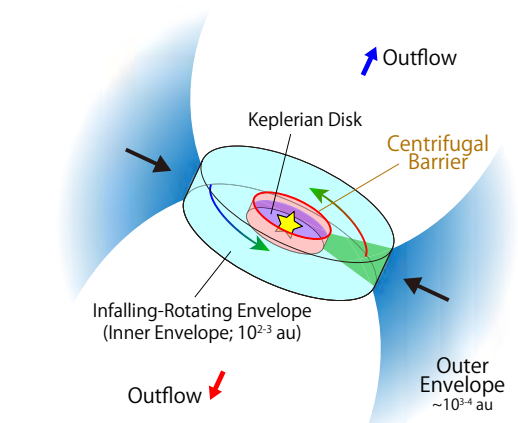 Outflow
Keplerian Disk
Centrifugal
Barrier
Infalling-Rotating Envelope
(Inner Envelope; 10²⁻³ au)
Outer
Envelope
~10³⁻⁴ au
Outflow